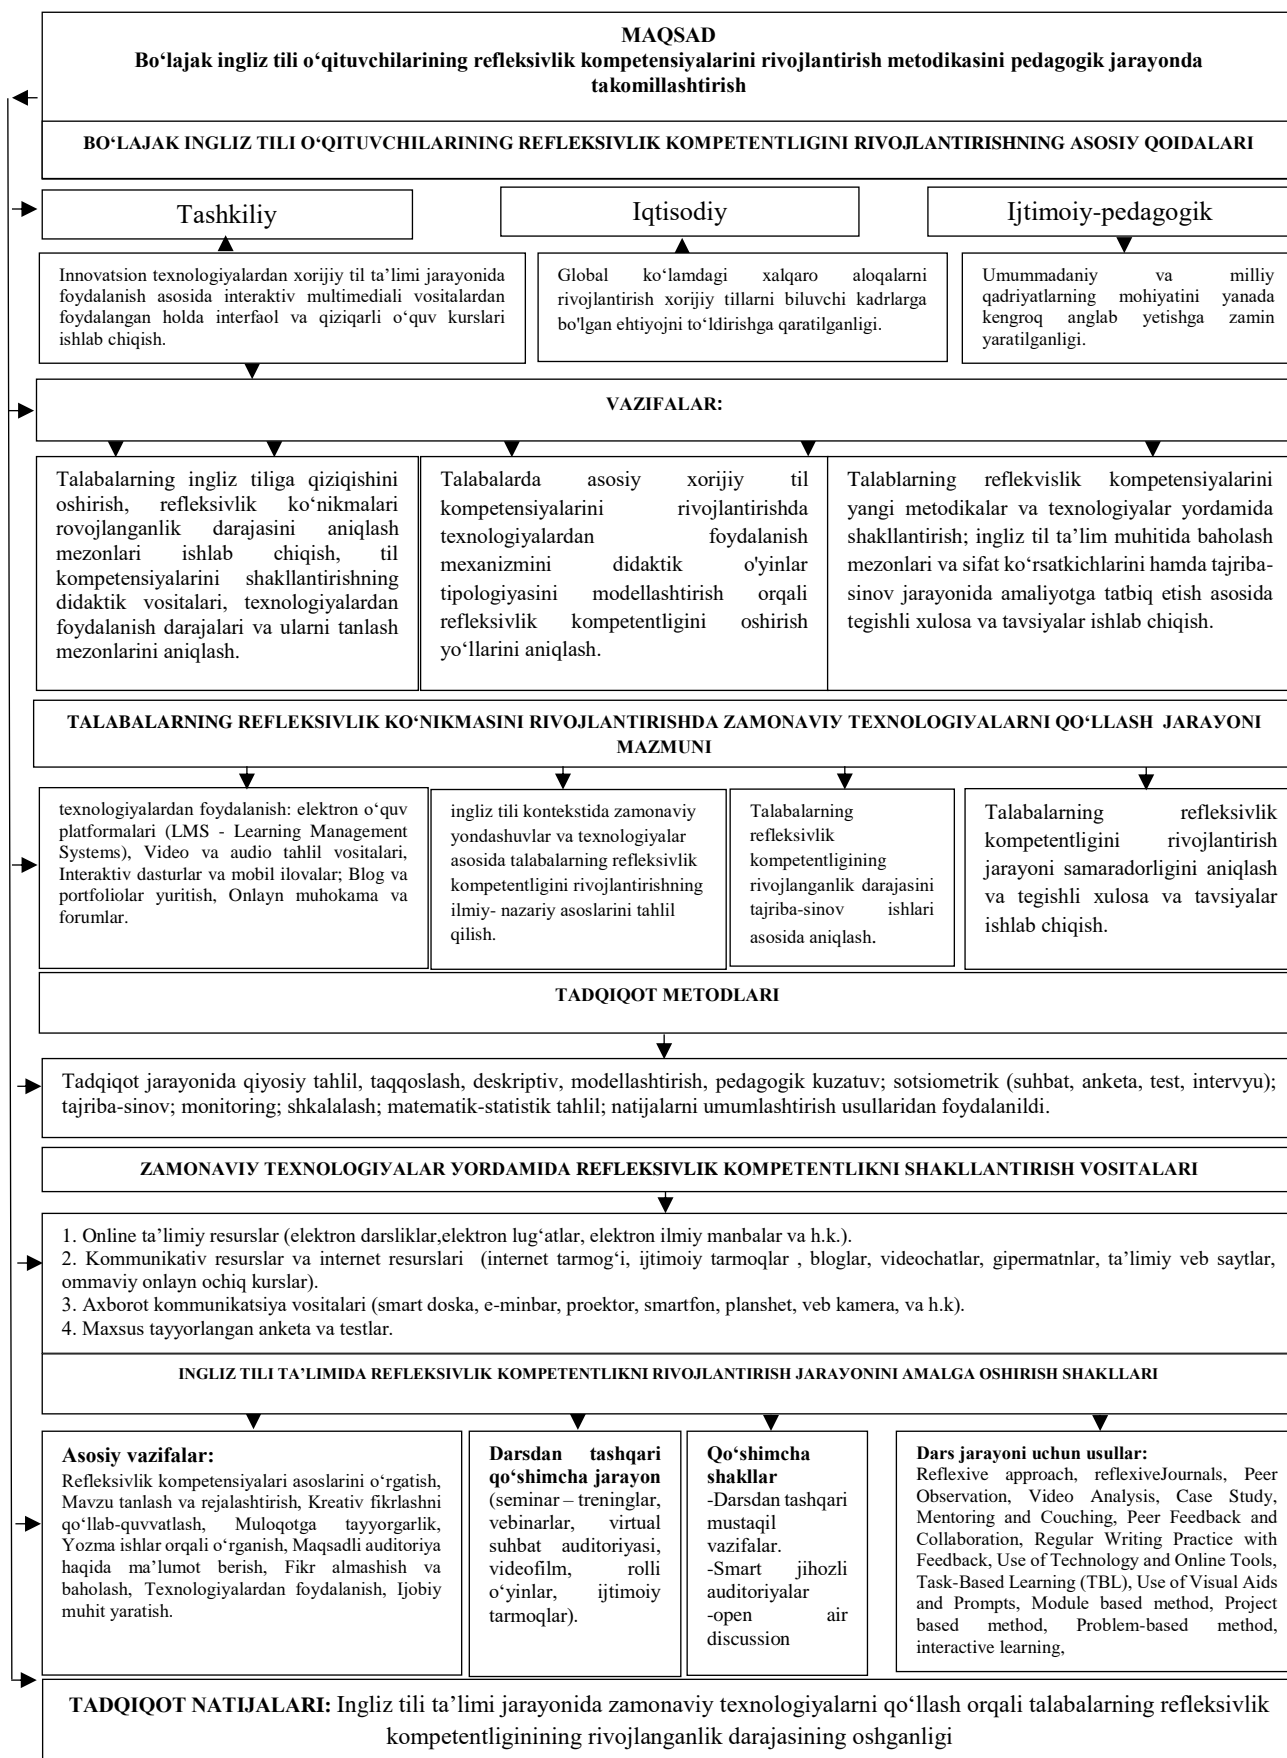 MAQSAD
Bo‘lajak ingliz tili o‘qituvchilarining refleksivlik kompetensiyalarini rivojlantirish metodikasini pedagogik jarayonda
takomillashtirish
BO‘LAJAK INGLIZ TILI O‘QITUVCHILARINING REFLEKSIVLIK KOMPETENTLIGINI RIVOJLANTIRISHNING ASOSIУ QOIDALARI
Tashkiliy
Iqtisodiy
Ijtimoiy-pedagogik
Innovatsion texnologiyalardan xorijiy til ta’limi jarayonida
foydalanish asosida interaktiv multimediali vositalardan
foydalangan holda interfaol va qiziqarli o‘quv kurslari
ishlab chiqish.
Global ko‘lamdagi xalqaro aloqalarni
rivojlantirish xorijiy tillarni biluvchi kadrlarga
bo'lgan ehtiyojni to‘ldirishga qaratilganligi.
Umummadaniy va milliy
qadriyatlarning mohiyatini yanada
kengroq anglab yetishga zamin
yaratilganligi.
VAZIFALAR:
Talabalarning ingliz tiliga qiziqishini
oshirish, refleksivlik ko‘nikmalari
rovojlanganlik darajasini aniqlash
mezonlari ishlab chiqish, til
kompetensiyalarini shakllantirishning
didaktik vositalari, texnologiyalardan
foydalanish darajalari va ularni tanlash
mezonlarini aniqlash.
Talabalarda asosiy xorijiy til
kompetensiyalarini rivojlantirishda
texnologiyalardan foydalanish
mexanizmini didaktik o'yinlar
tipologiyasini modellashtirish orqali
refleksivlik kompetentligini oshirish
yo‘llarini aniqlash.
Talablarning reflekvislik kompetensiyalarini
yangi metodikalar va texnologiyalar yordamida
shakllantirish; ingliz til ta’lim muhitida baholash
mezonlari va sifat ko‘rsatkichlarini hamda tajriba-
sinov jarayonida amaliyotga tatbiq etish asosida
tegishli xulosa va tavsiyalar ishlab chiqish.
TALABALARNING REFLEKSIVLIK KO‘NIKMASINI RIVOJLANTIRISHDA ZAMONAVIУ TEXNOLOGIУALARNI QO‘LLASH JARAУONI
MAZMUNI
texnologiyalardan foydalanish: elektron o‘quv
platformalari (LMS - Learning Management
Systems), Video va audio tahlil vositalari,
Interaktiv dasturlar va mobil ilovalar; Blog va
portfoliolar yuritish, Onlayn muhokama va
forumlar.
ingliz tili kontekstida zamonaviy
yondashuvlar va texnologiyalar
asosida talabalarning refleksivlik
kompetentligini rivojlantirishning
ilmiy- nazariy asoslarini tahlil
qilish.
Talabalarning
refleksivlik
kompetentligining
rivojlanganlik darajasini
tajriba-sinov ishlari
asosida aniqlash.
Talabalarning refleksivlik
kompetentligini rivojlantirish
jarayoni samaradorligini aniqlash
va tegishli xulosa va tavsiyalar
ishlab chiqish.
TADQIQOT METODLARI
Tadqiqot jarayonida qiyosiy tahlil, taqqoslash, deskriptiv, modellashtirish, pedagogik kuzatuv; sotsiometrik (suhbat, anketa, test, intervyu);
tajriba-sinov; monitoring; shkalalash; matematik-statistik tahlil; natijalarni umumlashtirish usullaridan foydalanildi.
ZAMONAVIУ TEXNOLOGIУALAR УORDAMIDA REFLEKSIVLIK KOMPETENTLIKNI SHAKLLANTIRISH VOSITALARI
1. Online ta’limiy resurslar (elektron darsliklar,elektron lug‘atlar, elektron ilmiy manbalar va h.k.).
2. Kommunikativ resurslar va internet resurslari (internet tarmog‘i, ijtimoiy tarmoqlar , bloglar, videochatlar, gipermatnlar, ta’limiy veb saytlar,
ommaviy onlayn ochiq kurslar).
3. Axborot kommunikatsiya vositalari (smart doska, e-minbar, proektor, smartfon, planshet, veb kamera, va h.k).
4. Maxsus tayyorlangan anketa va testlar.
INGLIZ TILI TA’LIMIDA REFLEKSIVLIK KOMPETENTLIKNI RIVOJLANTIRISH JARAУONINI AMALGA OSHIRISH SHAKLLARI
Asosiy vazifalar:
Refleksivlik kompetensiyalari asoslarini o‘rgatish,
Mavzu tanlash va rejalashtirish, Kreativ fikrlashni
qo‘llab-quvvatlash, Muloqotga tayyorgarlik,
Yozma ishlar orqali o‘rganish, Maqsadli auditoriya
haqida ma’lumot berish, Fikr almashish va
baholash, Texnologiyalardan foydalanish, Ijobiy
muhit yaratish.
Darsdan tashqari
qo‘shimcha jarayon
(seminar – treninglar,
vebinarlar, virtual
suhbat auditoriyasi,
videofilm, rolli
o‘yinlar, ijtimoiy
tarmoqlar).
Qo‘shimcha
shakllar
-Darsdan tashqari
mustaqil
vazifalar.
-Smart jihozli
auditoriyalar
-open air
discussion
Dars jarayoni uchun usullar:
Reflexive approach, reflexiveJournals, Peer
Observation, Video Analysis, Case Study,
Mentoring and Couching, Peer Feedback and
Collaboration, Regular Writing Practice with
Feedback, Use of Technology and Online Tools,
Task-Based Learning (TBL), Use of Visual Aids
and Prompts, Module based method, Project
based method, Problem-based method,
interactive learning,
TADQIQOT NATIJALARI: Ingliz tili ta’limi jarayonida zamonaviy texnologiyalarni qo‘llash orqali talabalarning refleksivlik
kompetentliginining rivojlanganlik darajasining oshganligi